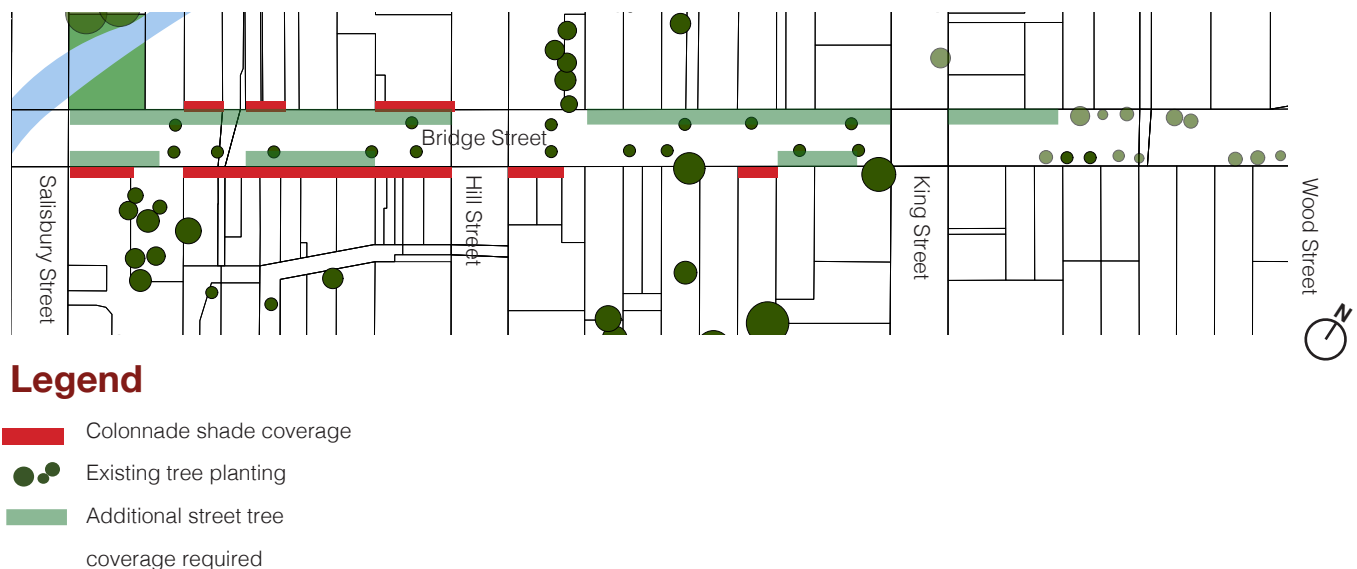 Bridge Street
Salisbury Street
Hill Street
King Street
Wood Street
N
Legend
Colonnade shade coverage
Existing tree planting
Additional street tree
coverage required